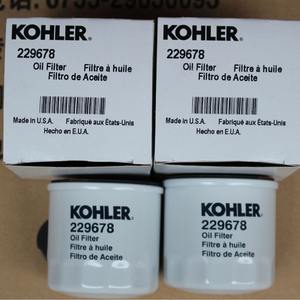 0755-29050095
KOHLER®
229678
Oil Filter Filtre à huile
Filtro de Aceite
Made in U.S.A. Fabriqué aux États-Unis
Hecho en E.U.A.
KOHLER®
229678
Oil Filter Filtre à huile
Filtro de Aceite
Made in U.S.A. Fabriqué aux États-Unis
Hecho en E.U.A.
KOHLER®
229678
Oil Filter
Filtre à huile
Filtro de Aceite
KOHLER®
229678
Oil Filter
Filtre à huile
Filtro de Aceite